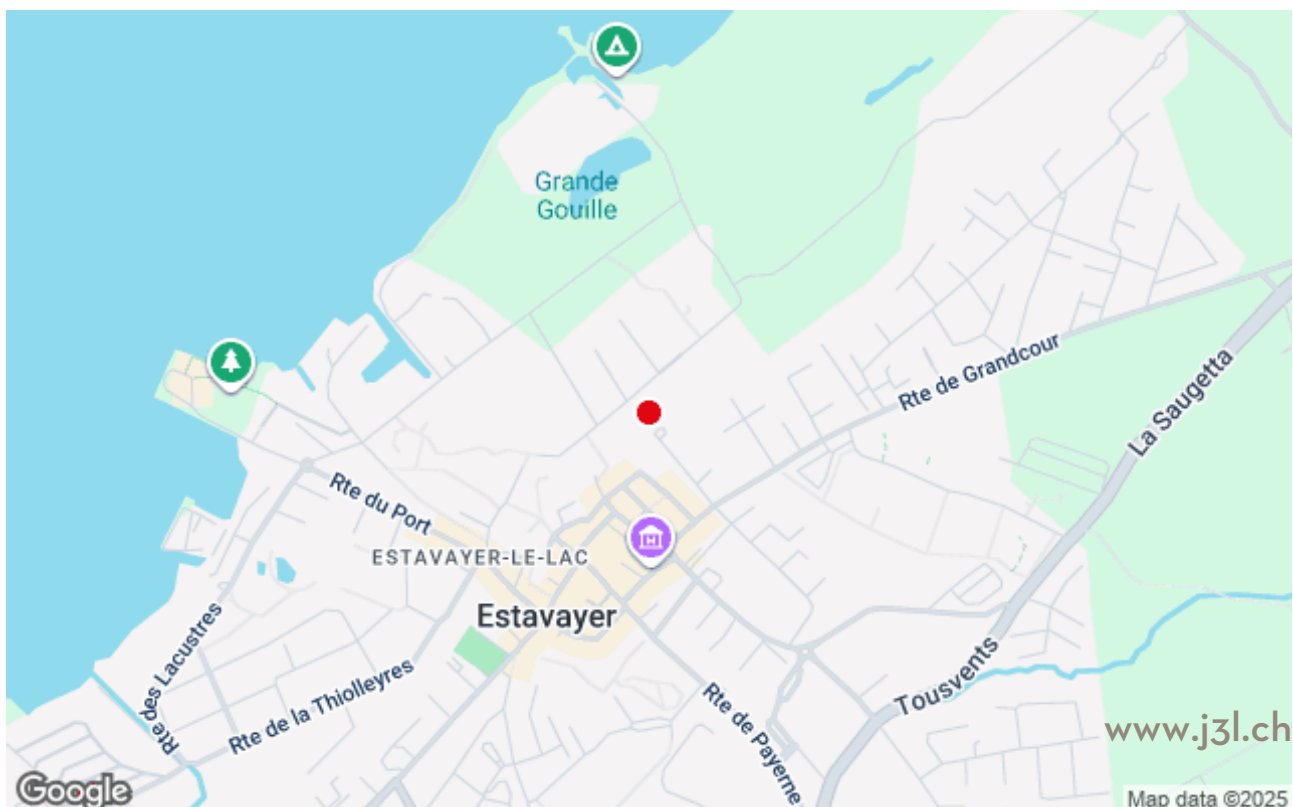 Grande
Gouille
Rte de Grandcour
La Saugetta
Rte du Port
ESTAVAYER-LE-LAC
Estavayer
Rte des Lacustres
Rte de la Thiolleyres
Tousvents
Rte de Payerne
www.j3l.ch
Google
Map data ©2025